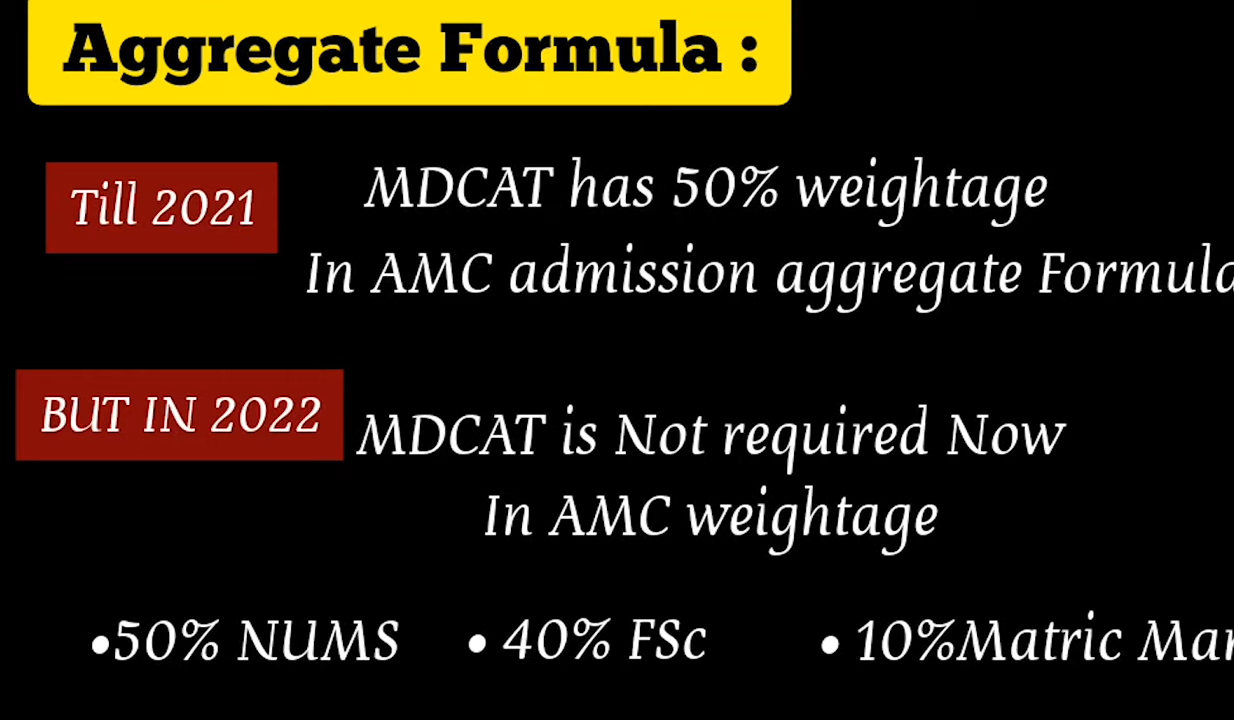 Aggregate Formula :
Till 2021
MDCAT has 50% weightage
In AMC admission aggregate Formula
BUT IN 2022
MDCAT is Not required Now
In AMC weightage
•50% NUMS • 40% FSc • 10%Matric